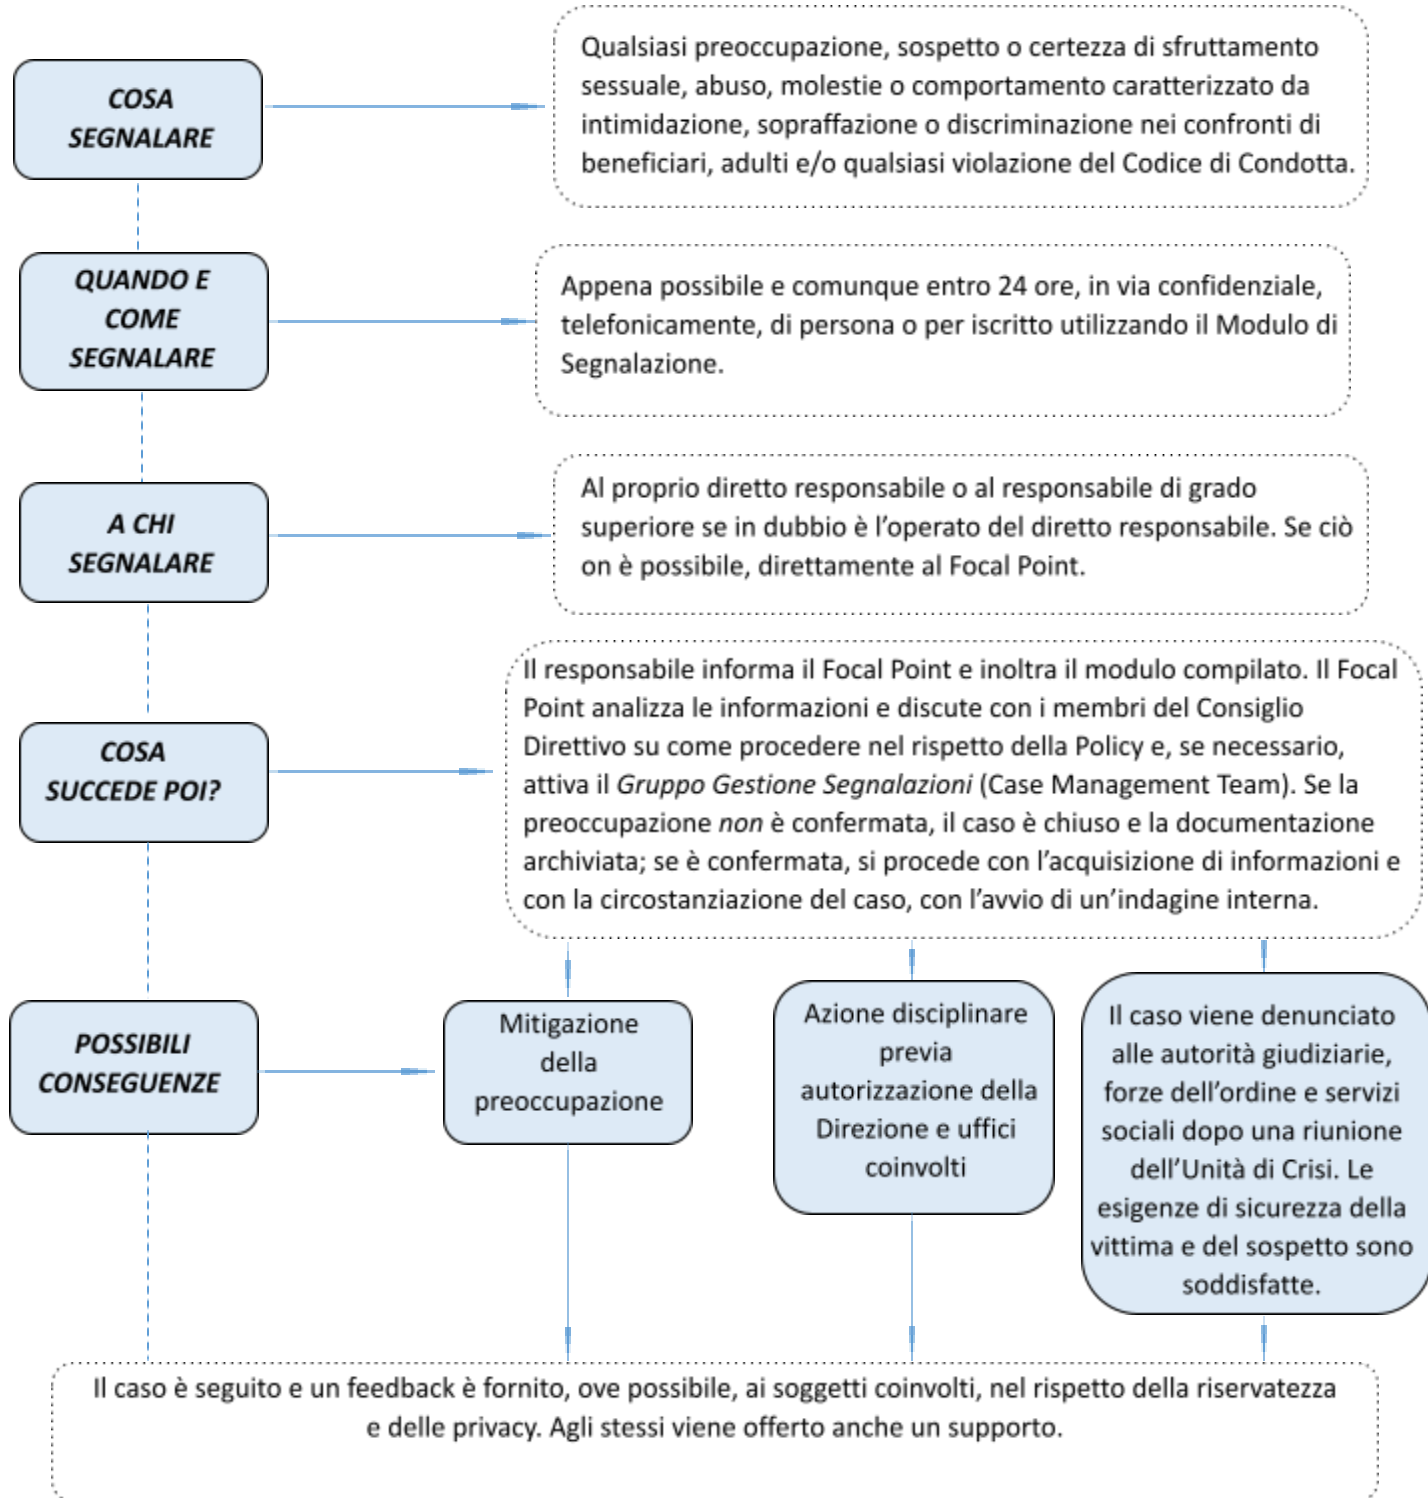 COSA
SEGNALARE
Qualsiasi preoccupazione, sospetto o certezza di sfruttamento
sessuale, abuso, molestie o comportamento caratterizzato da
intimidazione, sopraffazione o discriminazione nei confronti di
beneficiari, adulti e/o qualsiasi violazione del Codice di Condotta.
QUANDO E
COME
SEGNALARE
Appena possibile e comunque entro 24 ore, in via confidenziale,
telefonicamente, di persona o per iscritto utilizzando il Modulo di
Segnalazione.
A CHI
SEGNALARE
Al proprio diretto responsabile o al responsabile di grado
superiore se in dubbio è l’operato del diretto responsabile. Se ciò
on è possibile, direttamente al Focal Point.
COSA
SUCCEDE POI?
Il responsabile informa il Focal Point e inoltra il modulo compilato. Il Focal
Point analizza le informazioni e discute con i membri del Consiglio
Direttivo su come procedere nel rispetto della Policy e, se necessario,
attiva il Gruppo Gestione Segnalazioni (Case Management Team). Se la
preoccupazione non è confermata, il caso è chiuso e la documentazione
archiviata; se è confermata, si procede con l’acquisizione di informazioni e
con la circostanziazione del caso, con l’avvio di un’indagine interna.
POSSIBILI
CONSEGUENZE
Mitigazione
della
preoccupazione
Azione disciplinare
previa
autorizzazione della
Direzione e uffici
coinvolti
Il caso viene denunciato
alle autorità giudiziarie,
forze dell’ordine e servizi
sociali dopo una riunione
dell’Unità di Crisi. Le
esigenze di sicurezza della
vittima e del sospetto sono
soddisfatte.
Il caso è seguito e un feedback è fornito, ove possibile, ai soggetti coinvolti, nel rispetto della riservatezza
e delle privacy. Agli stessi viene offerto anche un supporto.